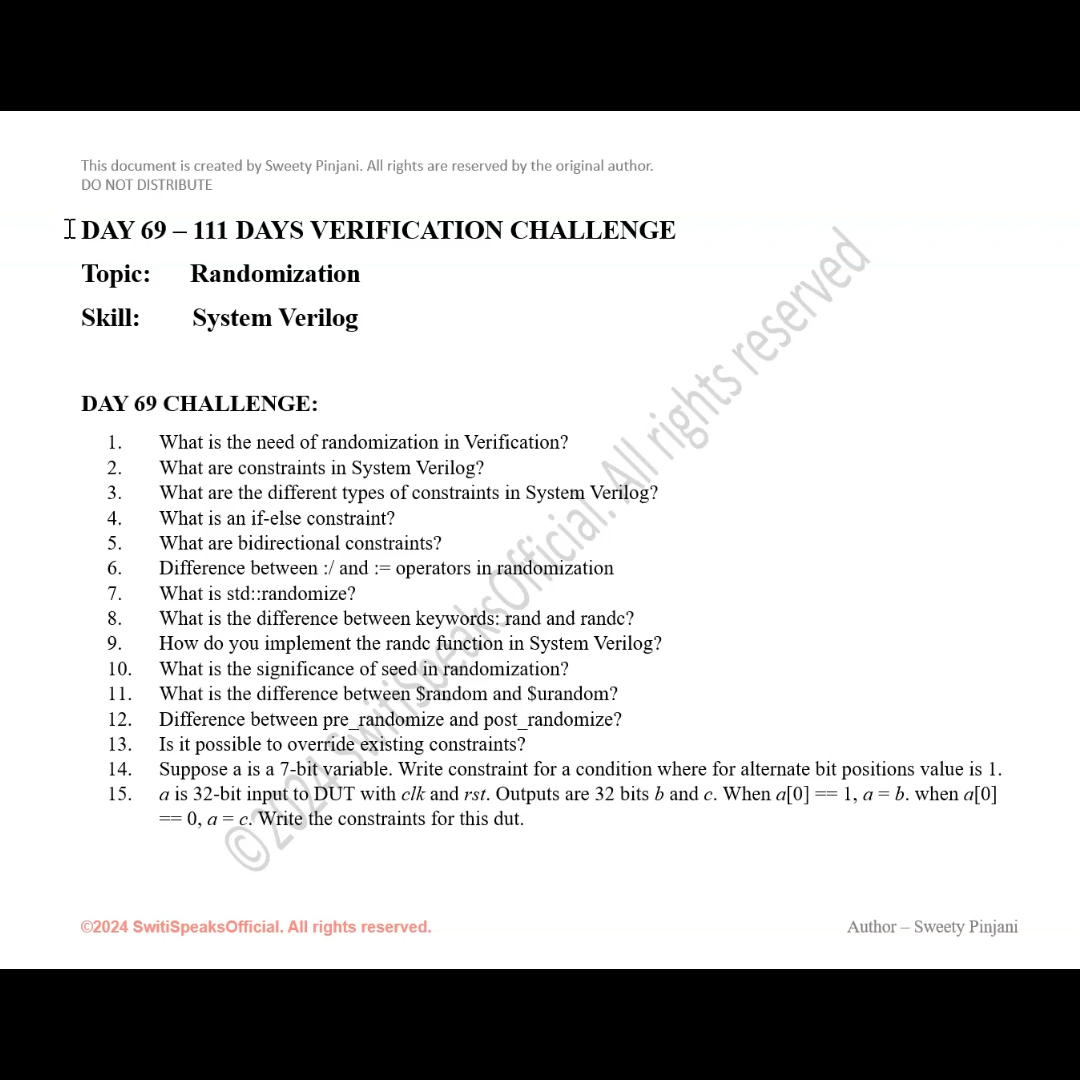 This document is created by Sweety Pinjani. All rights are reserved by the original author.
DO NOT DISTRIBUTE
DAY 69 – 111 DAYS VERIFICATION CHALLENGE
Topic: Randomization
Skill: System Verilog
DAY 69 CHALLENGE:
1. What is the need of randomization in Verification?
2. What are constraints in System Verilog?
3. What are the different types of constraints in System Verilog?
4. What is an if-else constraint?
5. What are bidirectional constraints?
6. Difference between :/ and := operators in randomization
7. What is std::randomize?
8. What is the difference between keywords: rand and randc?
9. How do you implement the randc function in System Verilog?
10. What is the significance of seed in randomization?
11. What is the difference between $random and $urandom?
12. Difference between pre_randomize and post_randomize?
13. Is it possible to override existing constraints?
14. Suppose a is a 7-bit variable. Write constraint for a condition where for alternate bit positions value is 1.
15. a is 32-bit input to DUT with clk and rst. Outputs are 32 bits b and c. When a[0] == 1, a = b. when a[0]
== 0, a = c. Write the constraints for this dut.
©2024 SwitiSpeaksOfficial. All rights reserved
©2024 SwitiSpeaksOfficial. All rights reserved.
Author – Sweety Pinjani